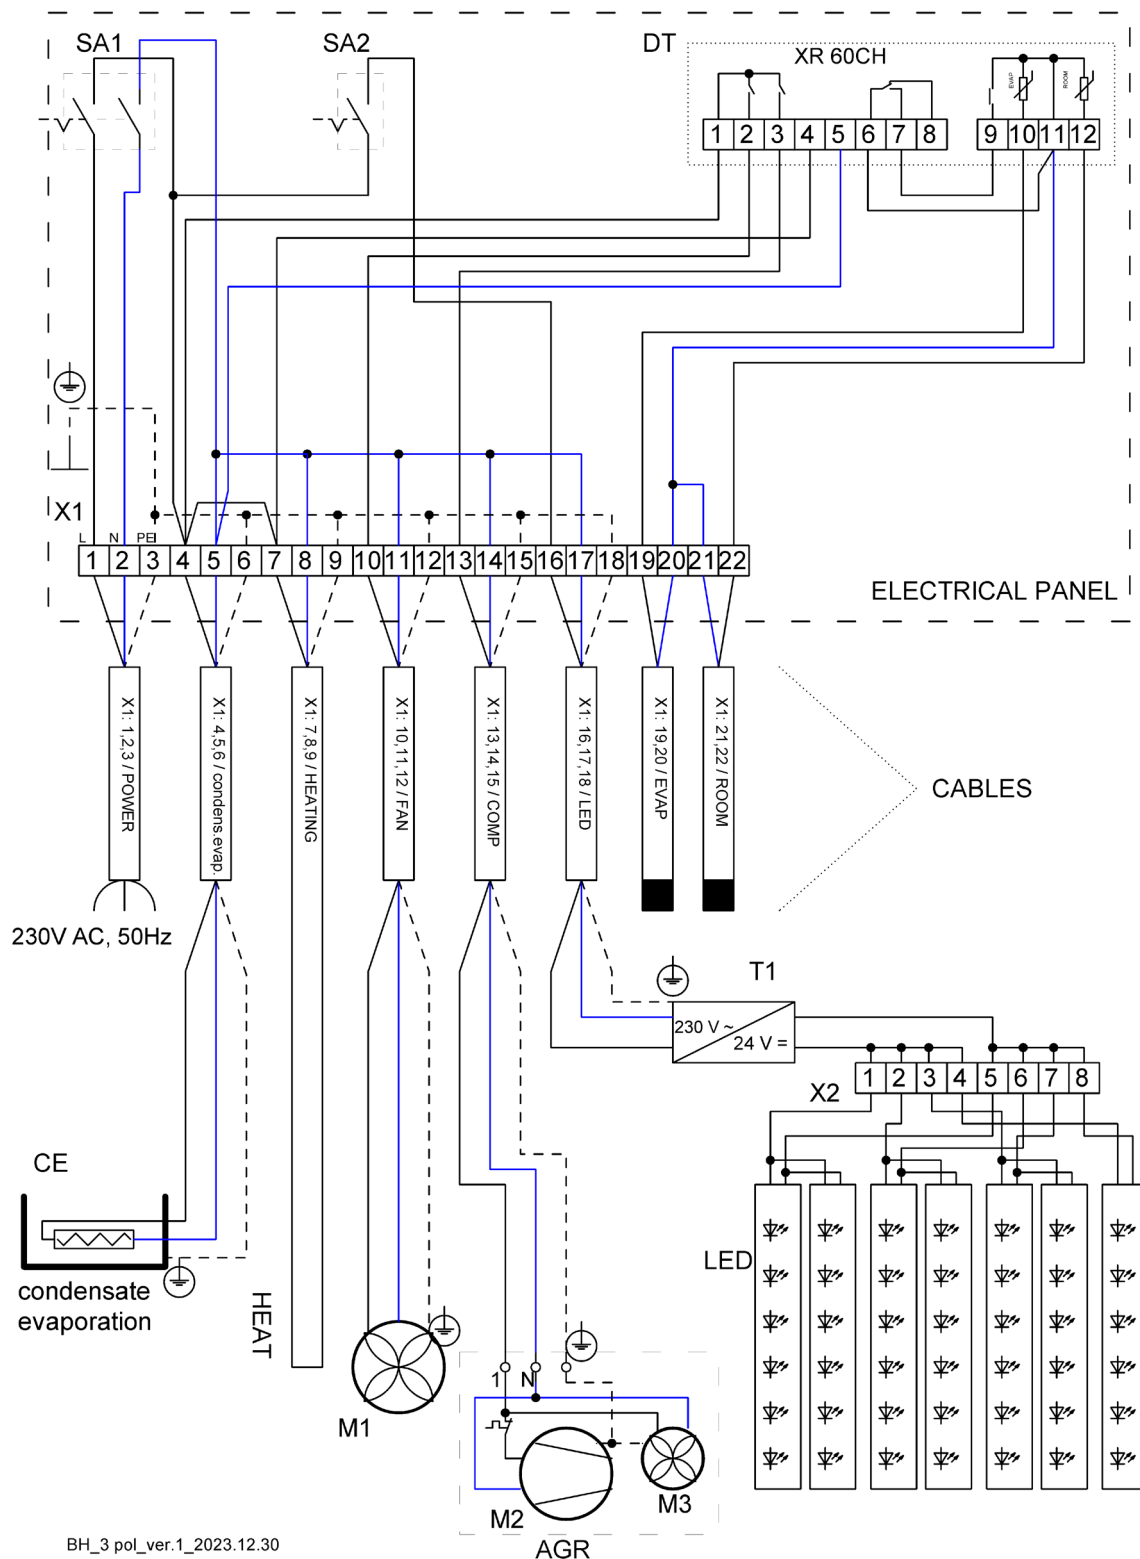 SA1
SA2
DT
XR 60CH
EVAP
ROOM
1 2 3 4 5 6 7 8
9 10 11 12
X1
L N PE
1 2 3 4 5 6 7 8 9 10 11 12 13 14 15 16 17 18 19 20 21 22
ELECTRICAL PANEL
X1: 1,2,3 / POWER
X1: 4,5,6 / condens.evap.
X1: 7,8,9 / HEATING
X1: 10,11,12 / FAN
X1: 13,14,15 / COMP
X1: 16,17,18 / LED
X1: 19,20 / EVAP
X1: 21,22 / ROOM
CABLES
230V AC, 50Hz
T1
230 V ~
24 V =
X2
1 2 3 4 5 6 7 8
CE
condensate
evaporation
HEAT
LED
M1
1 N
M2
M3
AGR
BH_3 pol_ver.1_2023.12.30